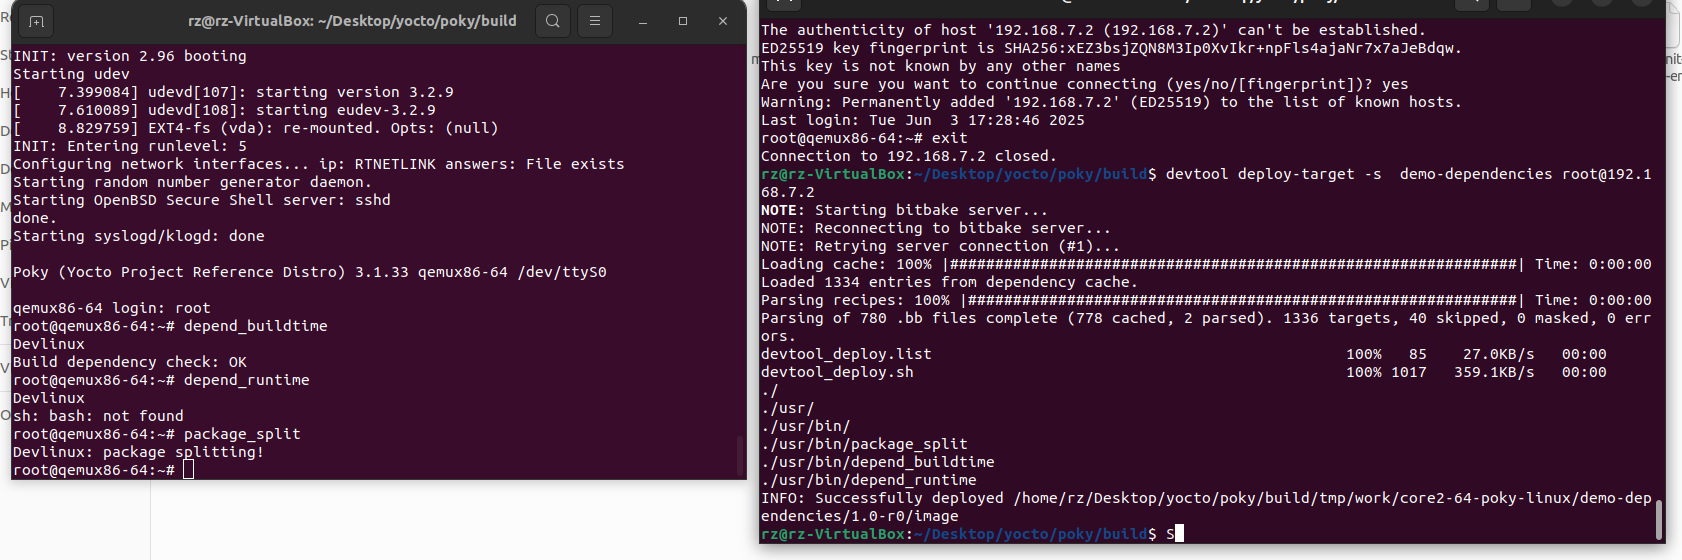 rz@rz-VirtualBox: ~/Desktop/yocto/poky/build
INIT: version 2.96 booting
Starting udev
[    7.399084] udevd[107]: starting version 3.2.9
[    7.610089] udevd[108]: starting eudev-3.2.9
[    8.829759] EXT4-fs (vda): re-mounted. Opts: (null)
INIT: Entering runlevel: 5
Configuring network interfaces... ip: RTNETLINK answers: File exists
Starting random number generator daemon.
Starting OpenBSD Secure Shell server: sshd
done.
Starting syslogd/klogd: done
Poky (Yocto Project Reference Distro) 3.1.33 qemux86-64 /dev/ttyS0
qemux86-64 login: root
root@qemux86-64:~# depend_buildtime
Devlinux
Build dependency check: OK
root@qemux86-64:~# depend_runtime
Devlinux
sh: bash: not found
root@qemux86-64:~# package_split
Devlinux: package splitting!
root@qemux86-64:~#
The authenticity of host '192.168.7.2 (192.168.7.2)' can't be established.
ED25519 key fingerprint is SHA256:xEZ3bsjZQN8M3Ip0XvIkr+npFls4ajaNr7x7aJeBdqw.
This key is not known by any other names
Are you sure you want to continue connecting (yes/no/[fingerprint])? yes
Warning: Permanently added '192.168.7.2' (ED25519) to the list of known hosts.
Last login: Tue Jun  3 17:28:46 2025
root@qemux86-64:~# exit
Connection to 192.168.7.2 closed.
rz@rz-VirtualBox:~/Desktop/yocto/poky/build$ devtool deploy-target -s  demo-dependencies root@192.1
68.7.2
NOTE: Starting bitbake server...
NOTE: Reconnecting to bitbake server...
NOTE: Retrying server connection (#1)...
Loading cache: 100% |###############################################################| Time: 0:00:00
Loaded 1334 entries from dependency cache.
Parsing recipes: 100% |#############################################################| Time: 0:00:00
Parsing of 780 .bb files complete (778 cached, 2 parsed). 1336 targets, 40 skipped, 0 masked, 0 err
ors.
devtool_deploy.list                                              100%   85    27.0KB/s   00:00
devtool_deploy.sh                                                100% 1017   359.1KB/s   00:00
./
./usr/
./usr/bin/
./usr/bin/package_split
./usr/bin/depend_buildtime
./usr/bin/depend_runtime
INFO: Successfully deployed /home/rz/Desktop/yocto/poky/build/tmp/work/core2-64-poky-linux/demo-dep
endencies/1.0-r0/image
rz@rz-VirtualBox:~/Desktop/yocto/poky/build$ S